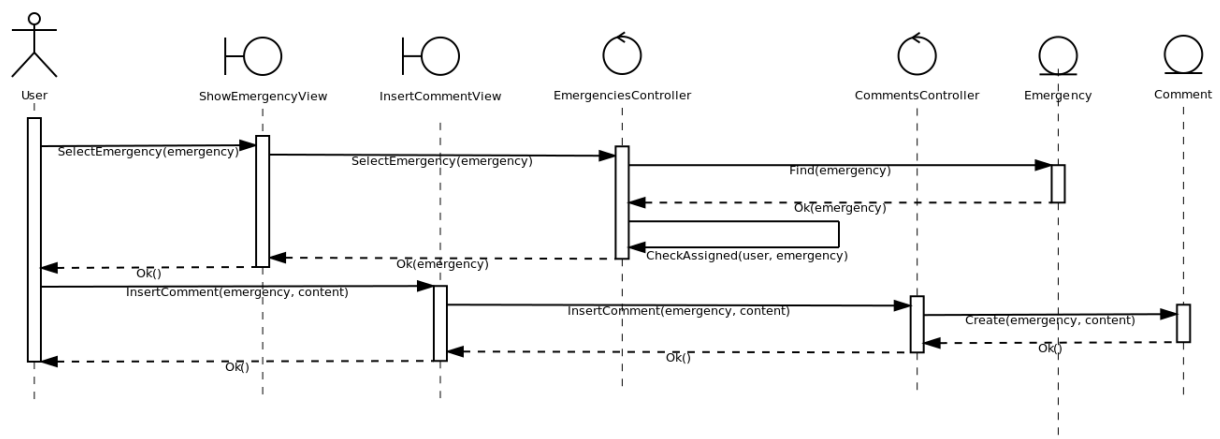 User
ShowEmergencyView
InsertCommentView
EmergenciesController
CommentsController
Emergency
Comment
SelectEmergency(emergency)
SelectEmergency(emergency)
Find(emergency)
Ok(emergency)
CheckAssigned(user, emergency)
Ok(emergency)
Ok()
InsertComment(emergency, content)
InsertComment(emergency, content)
Create(emergency, content)
Ok()
Ok()
Ok()